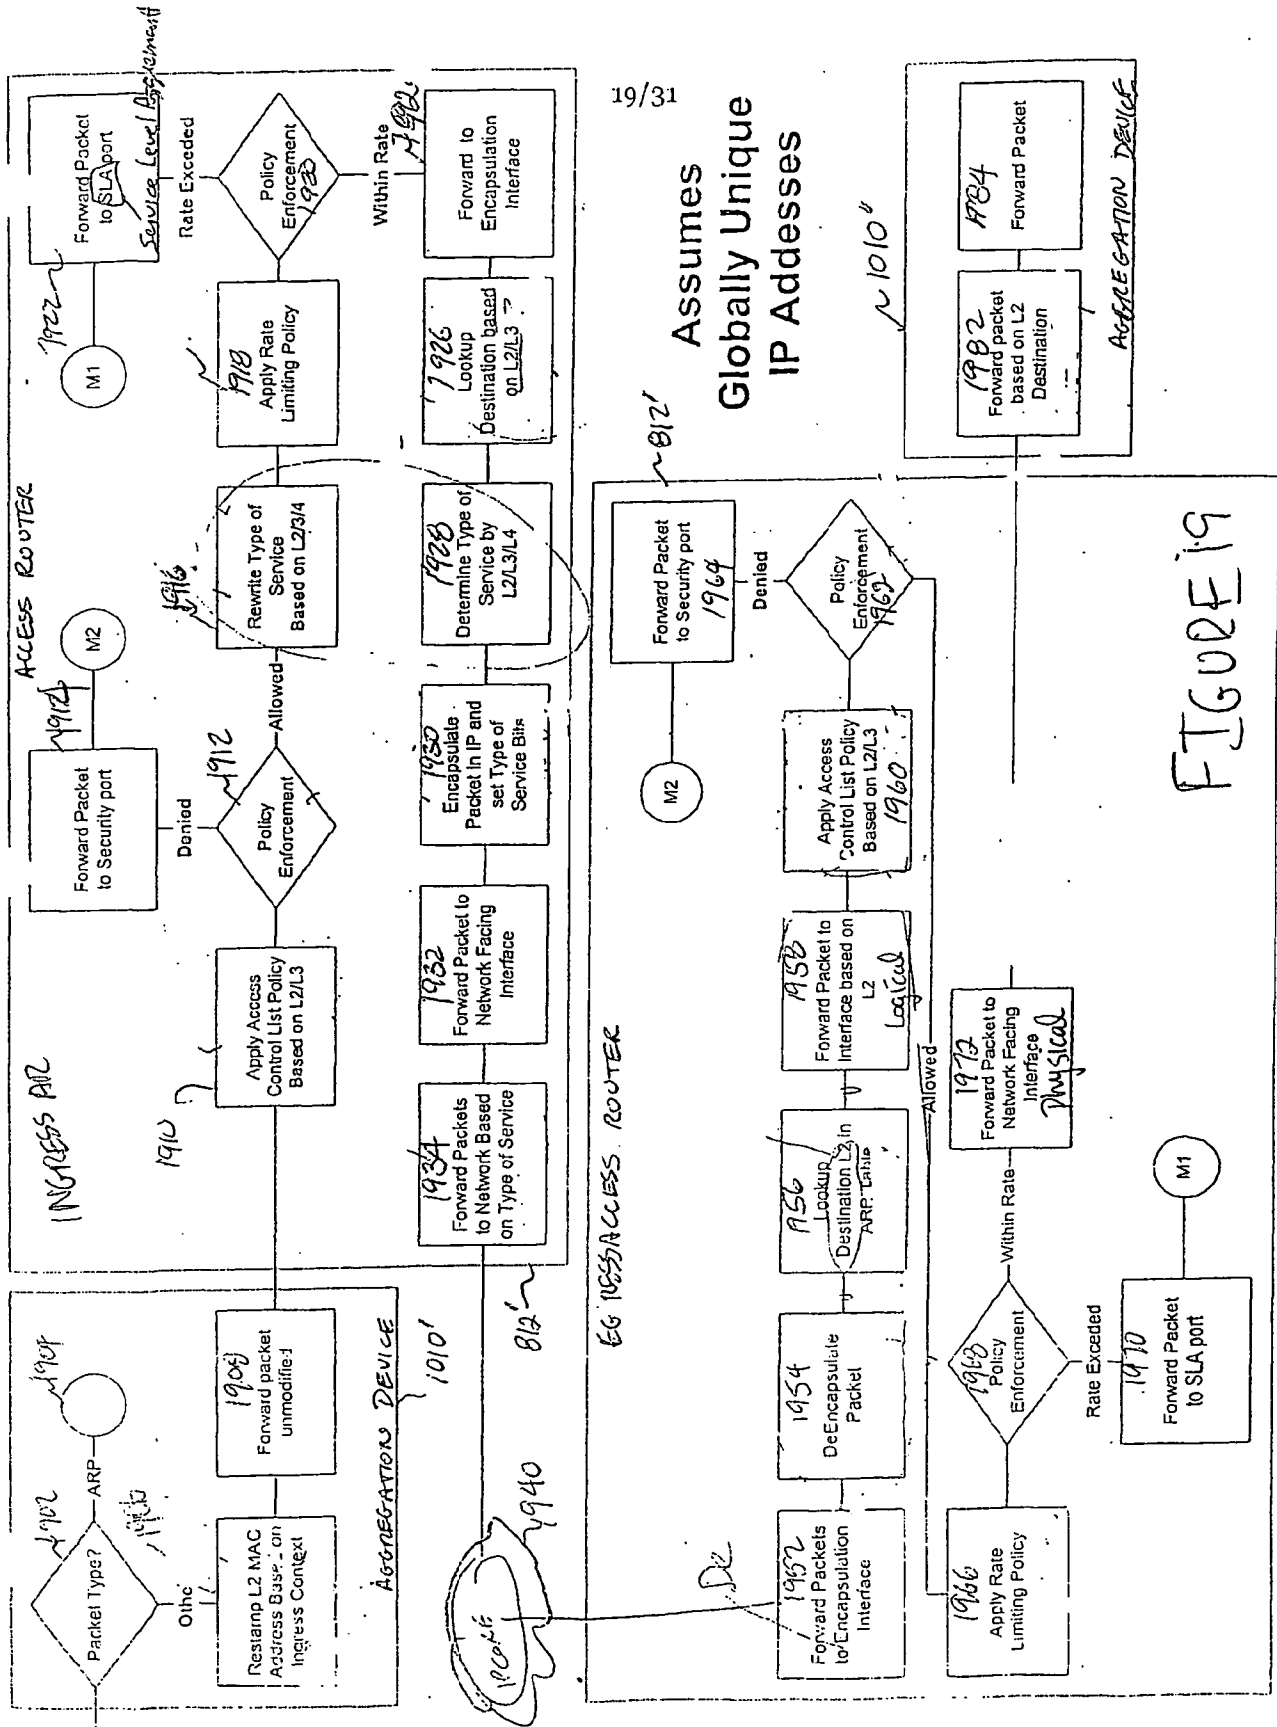 19/31
Assumes
Globally Unique
IP Addesses
FIGURE 19
INGRESS AR
ACCESS ROUTER
Packet Type?
1902
ARP
1904
Othe
Restamp L2 MAC
Address Based on
Ingress Context
1908
Forward packet
unmodified
AGGREGATION DEVICE
1010'
1910
Apply Access
Control List Policy
Based on L2/L3
1912
Policy
Enforcement
Denied
Forward Packet
to Security port
1914
M2
Allowed
1916
Rewrite Type of
Service
Based on L2/3/4
1918
Apply Rate
Limiting Policy
Policy
Enforcement
1920
Rate Exceeded
Forward Packet
to SLA port
Service Level Agreement
1922
M1
Within Rate
Forward to
Encapsulation
Interface
1926
Lookup
Destination based
on L2/L3 ?
1928
Determine Type of
Service by
L2/L3/L4
1930
Encapsulate
Packet In IP and
set Type of
Service Bits
1932
Forward Packet to
Network Facing
Interface
1934
Forward Packets
to Network Based
on Type of Service
812'
IP CORE
1940
EGRESS ACCESS ROUTER
812'
De
1952
Forward Packets
to Encapsulation
Interface
1954
DeEncapsulate
Packet
1956
Lookup
Destination L2 in
ARP Table
1958
Forward Packet to
Interface based on
L2
Logical
Apply Access
Control List Policy
Based on L2/L3
1960
Policy
Enforcement
1962
Denied
Forward Packet
to Security port
1964
M2
Allowed
1966
Apply Rate
Limiting Policy
1968
Policy
Enforcement
Rate Exceeded
1970
Forward Packet
to SLA port
M1
Within Rate
1972
Forward Packet to
Network Facing
Interface
Physical
1010"
1982
Forward packet
based on L2
Destination
1984
Forward Packet
AGGREGATION DEVICE